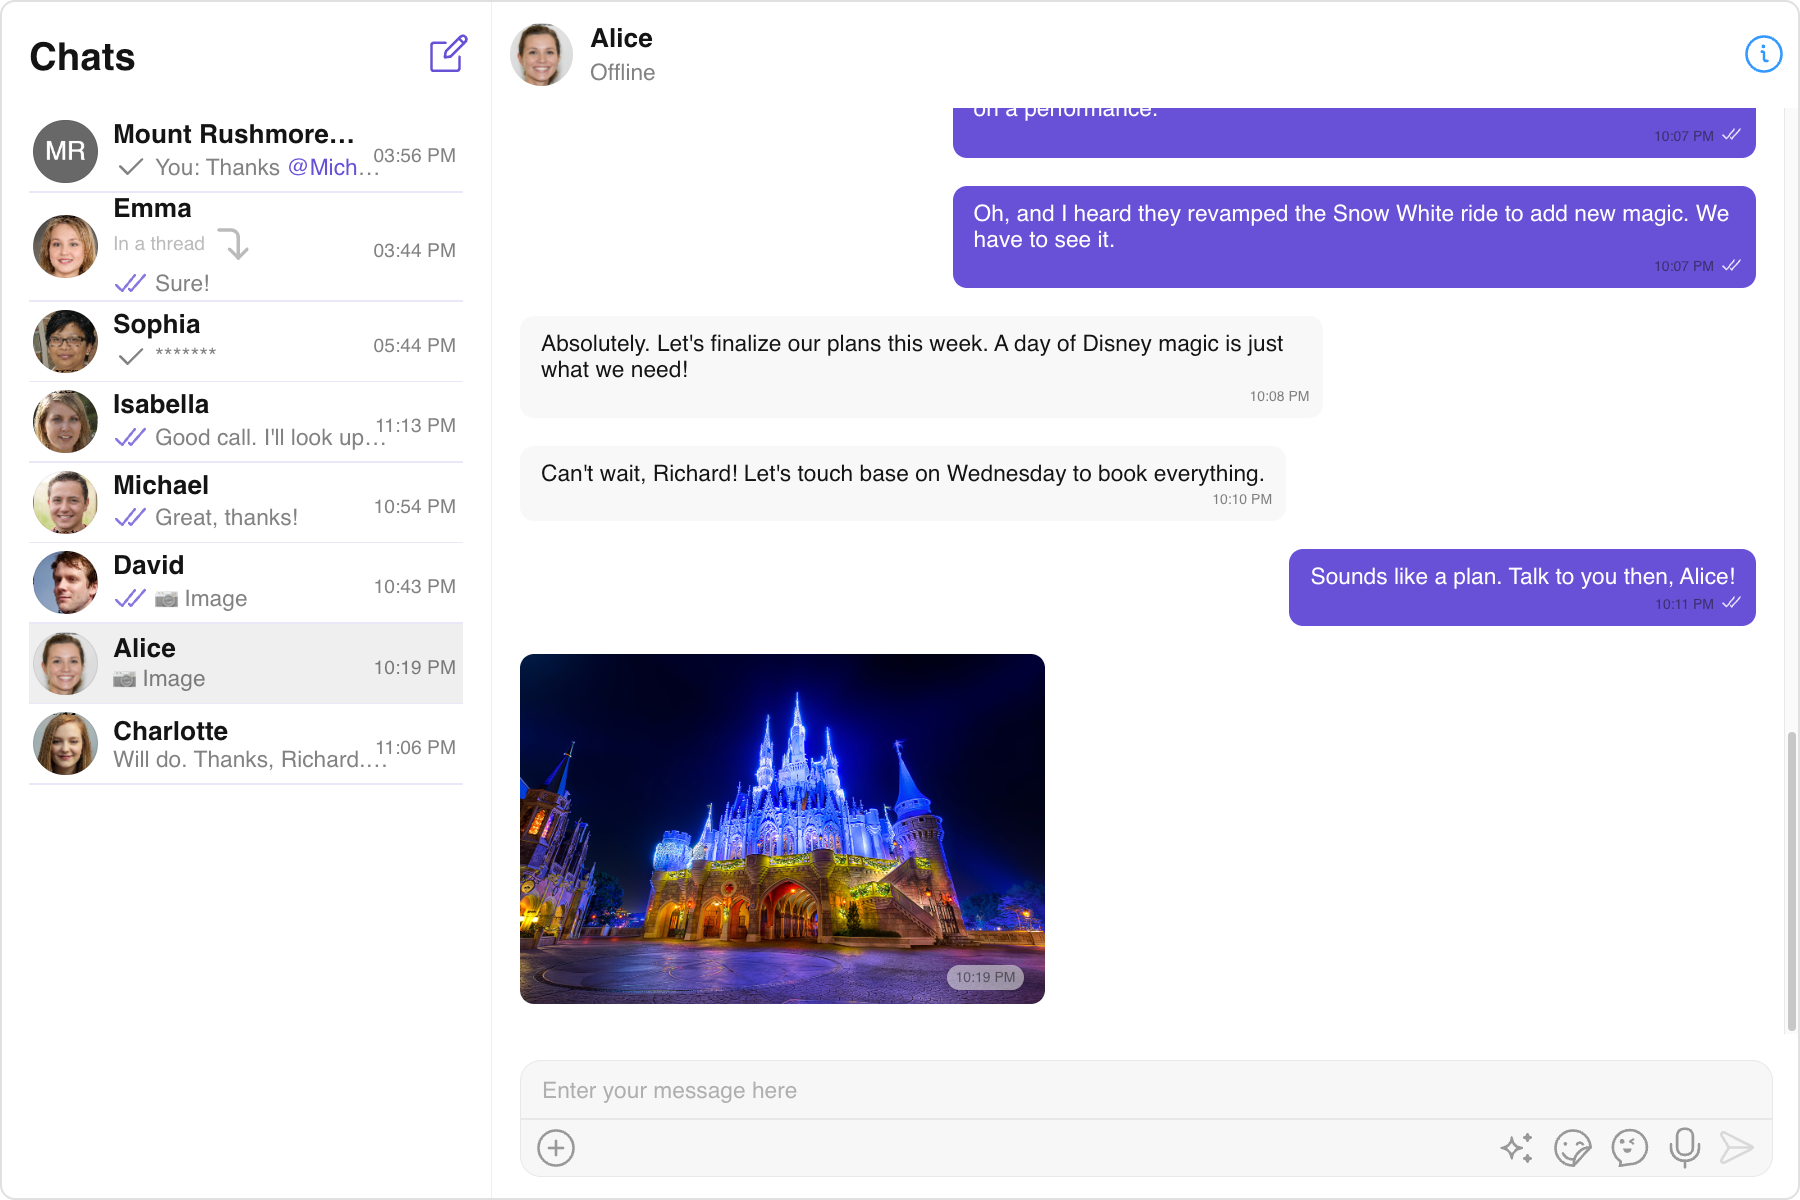 Chats
MR
Mount Rushmore...
You: Thanks @Mich...
03:56 PM
Emma
In a thread
Sure!
03:44 PM
Sophia
*******
05:44 PM
Isabella
Good call. I'll look up...
11:13 PM
Michael
Great, thanks!
10:54 PM
David
Image
10:43 PM
Alice
Image
10:19 PM
Charlotte
Will do. Thanks, Richard....
11:06 PM
Alice
Offline
on a performance.
10:07 PM
Oh, and I heard they revamped the Snow White ride to add new magic. We
have to see it.
10:07 PM
Absolutely. Let's finalize our plans this week. A day of Disney magic is just
what we need!
10:08 PM
Can't wait, Richard! Let's touch base on Wednesday to book everything.
10:10 PM
Sounds like a plan. Talk to you then, Alice!
10:11 PM
10:19 PM
Enter your message here